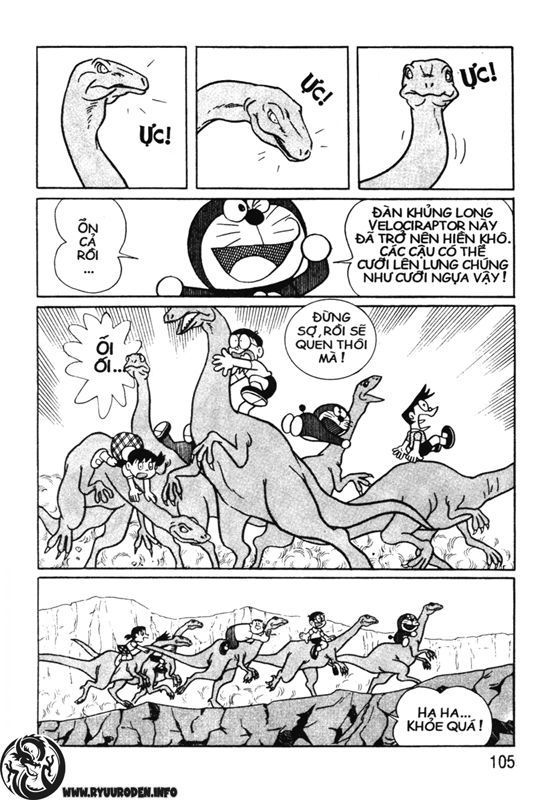 ỰC!
ỰC!
ỰC!
ỔN
CẢ
RỒI
...
ĐÀN KHỦNG LONG
VELOCIRAPTOR NÀY
ĐÃ TRỞ NÊN HIỀN KHÔ.
CÁC CẬU CÓ THỂ
CƯỠI LÊN LƯNG CHÚNG
NHƯ CƯỠI NGỰA VẬY!
ỐI
ỐI...
ĐỪNG
SỢ, RỒI SẼ
QUEN THÔI
MÀ!
HA HA...
KHỎE QUÁ!
105
WWW.RYUURODEN.INFO